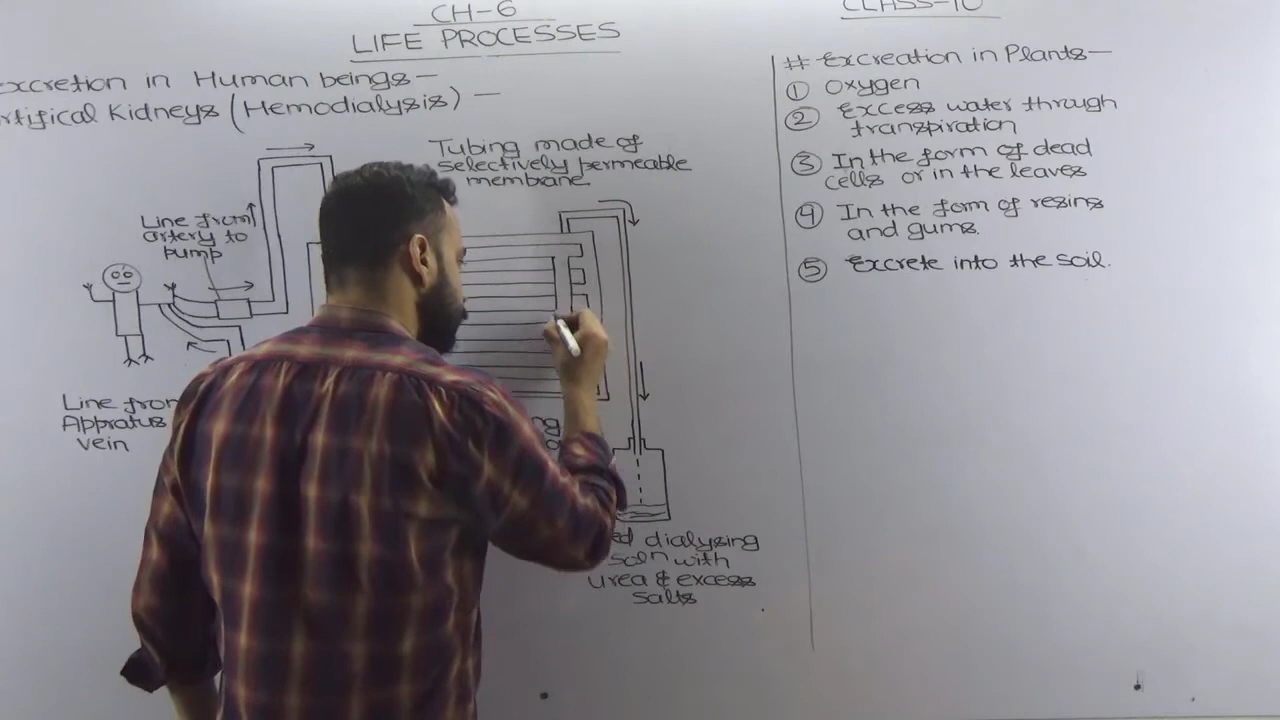 CH-6
LIFE PROCESSES
CLASS-10
Excretion in Human beings-
Artifical Kidneys (Hemodialysis) -
Tubing made of
selectively permeable
membrane
Line from
artery to
pump
Line from
Appratus
vein
dialysing
soln with
urea & excess
salts
# Excreation in Plants-
① Oxygen
② Excess water through
transpiration
③ In the form of dead
cells or in the leaves
④ In the form of resins
and gums.
⑤ Excrete into the soil.